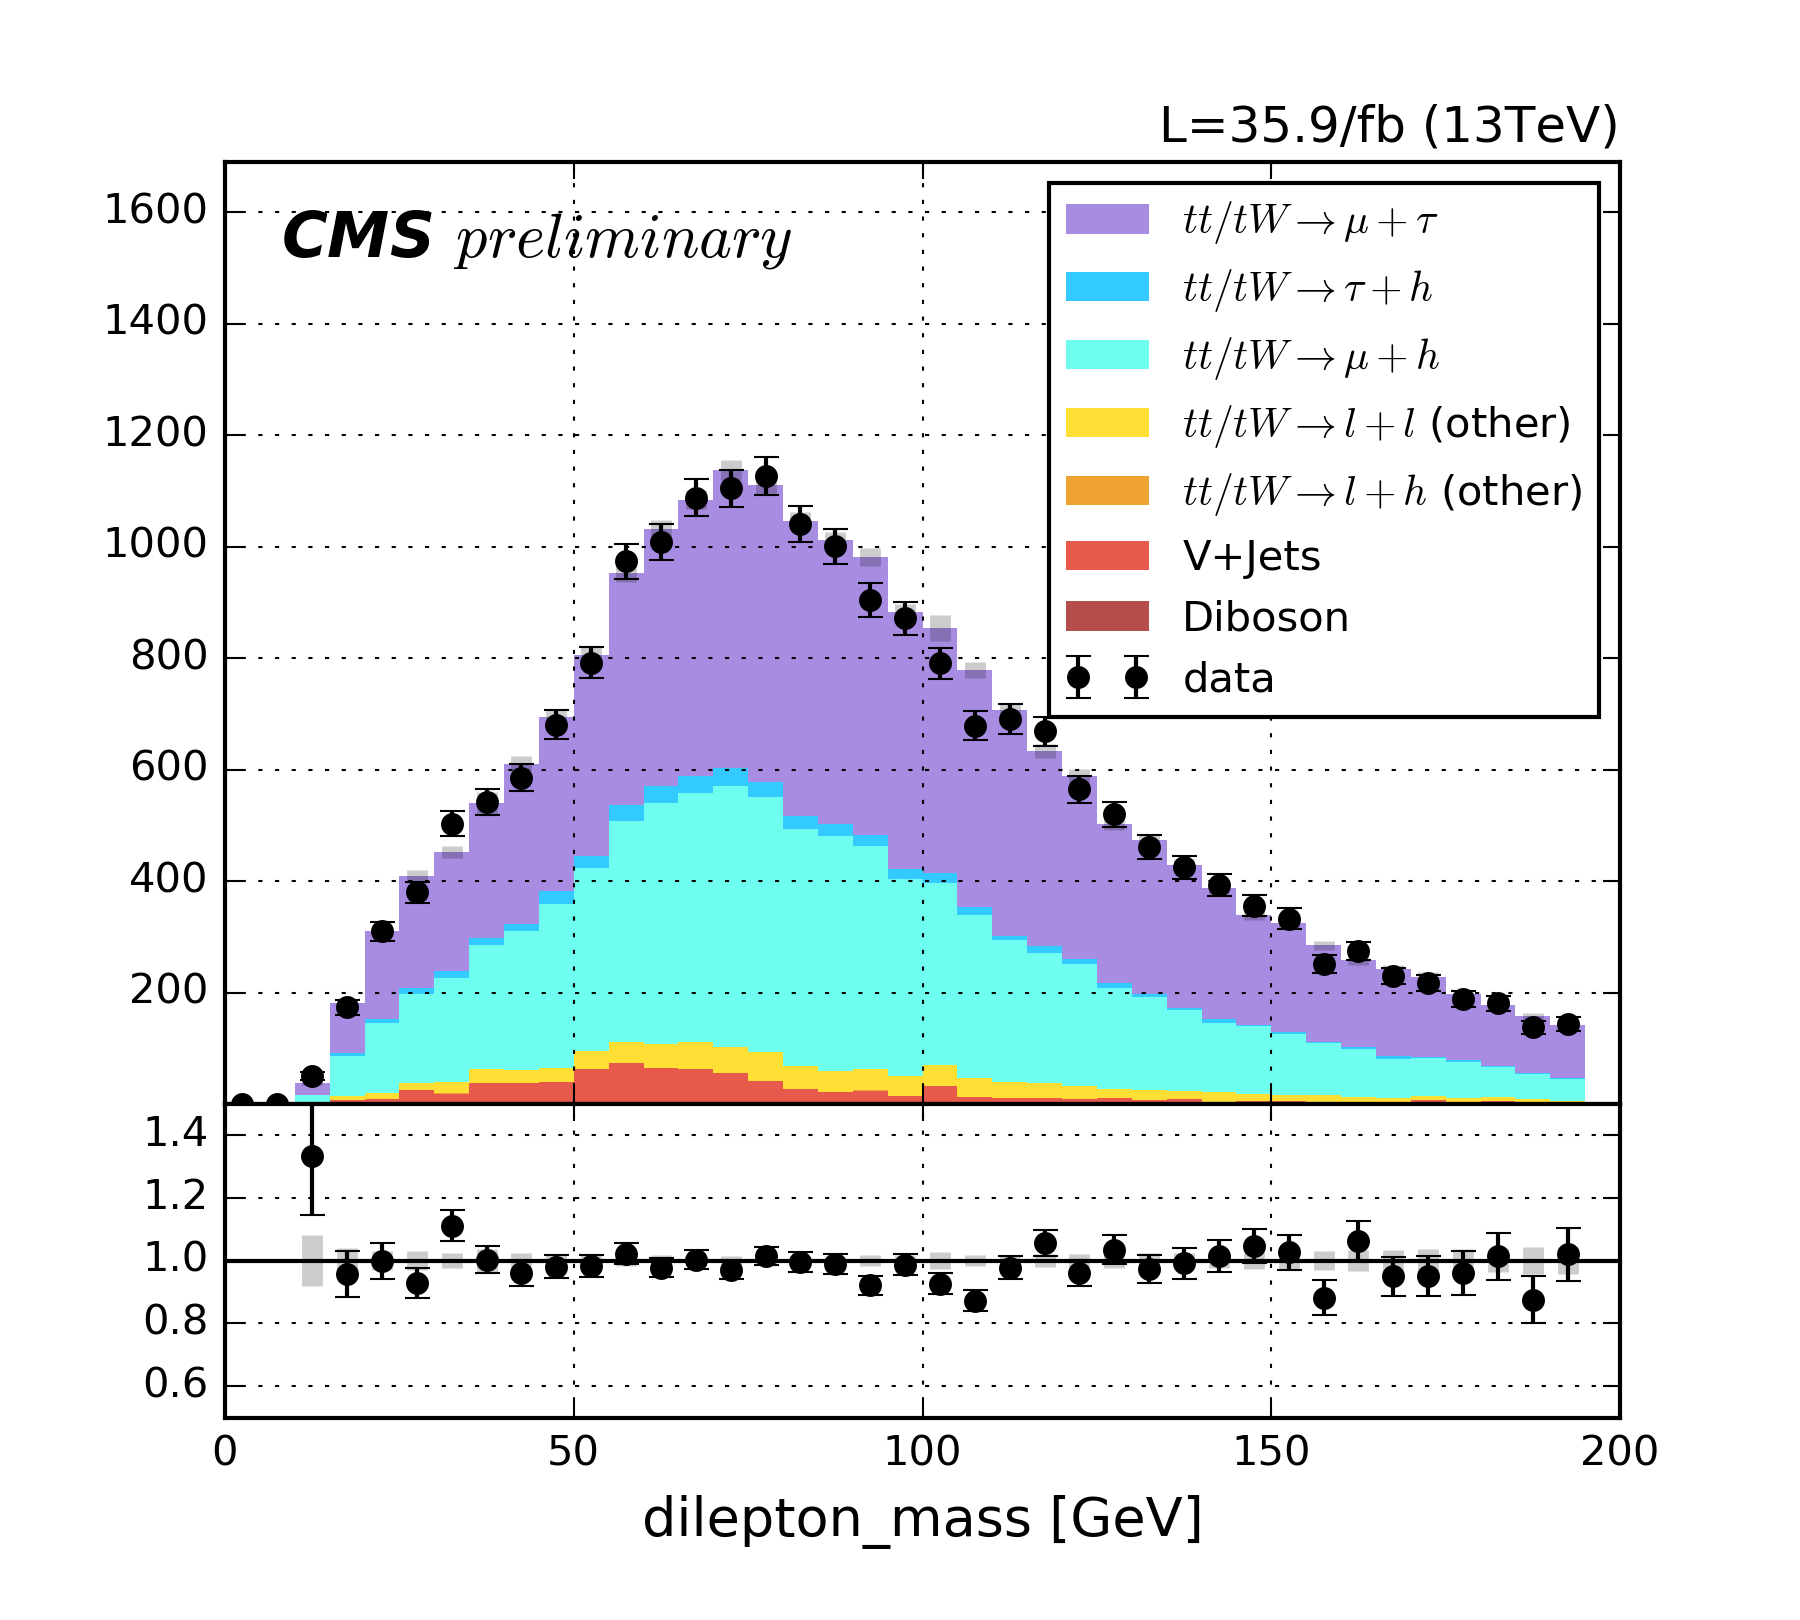 L=35.9/fb (13TeV)
CMS preliminary
1600
1400
1200
1000
800
600
400
200
tt/tW → μ + τ
tt/tW → τ + h
tt/tW → μ + h
tt/tW → l + l (other)
tt/tW → l + h (other)
V+Jets
Diboson
data
1.4
1.2
1.0
0.8
0.6
0 50 100 150 200
dilepton_mass [GeV]